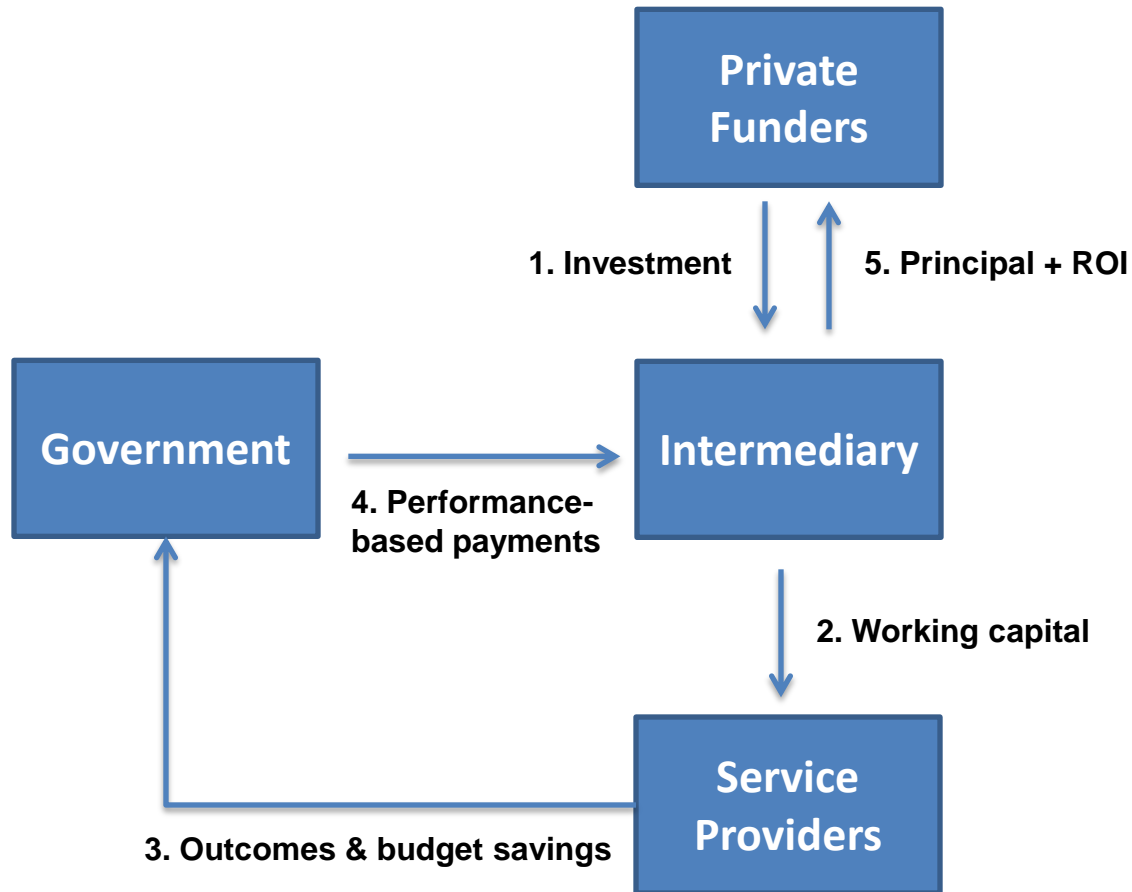 Private
Funders
1. Investment
5. Principal + ROI
Government
Intermediary
4. Performance-
based payments
2. Working capital
Service
Providers
3. Outcomes & budget savings